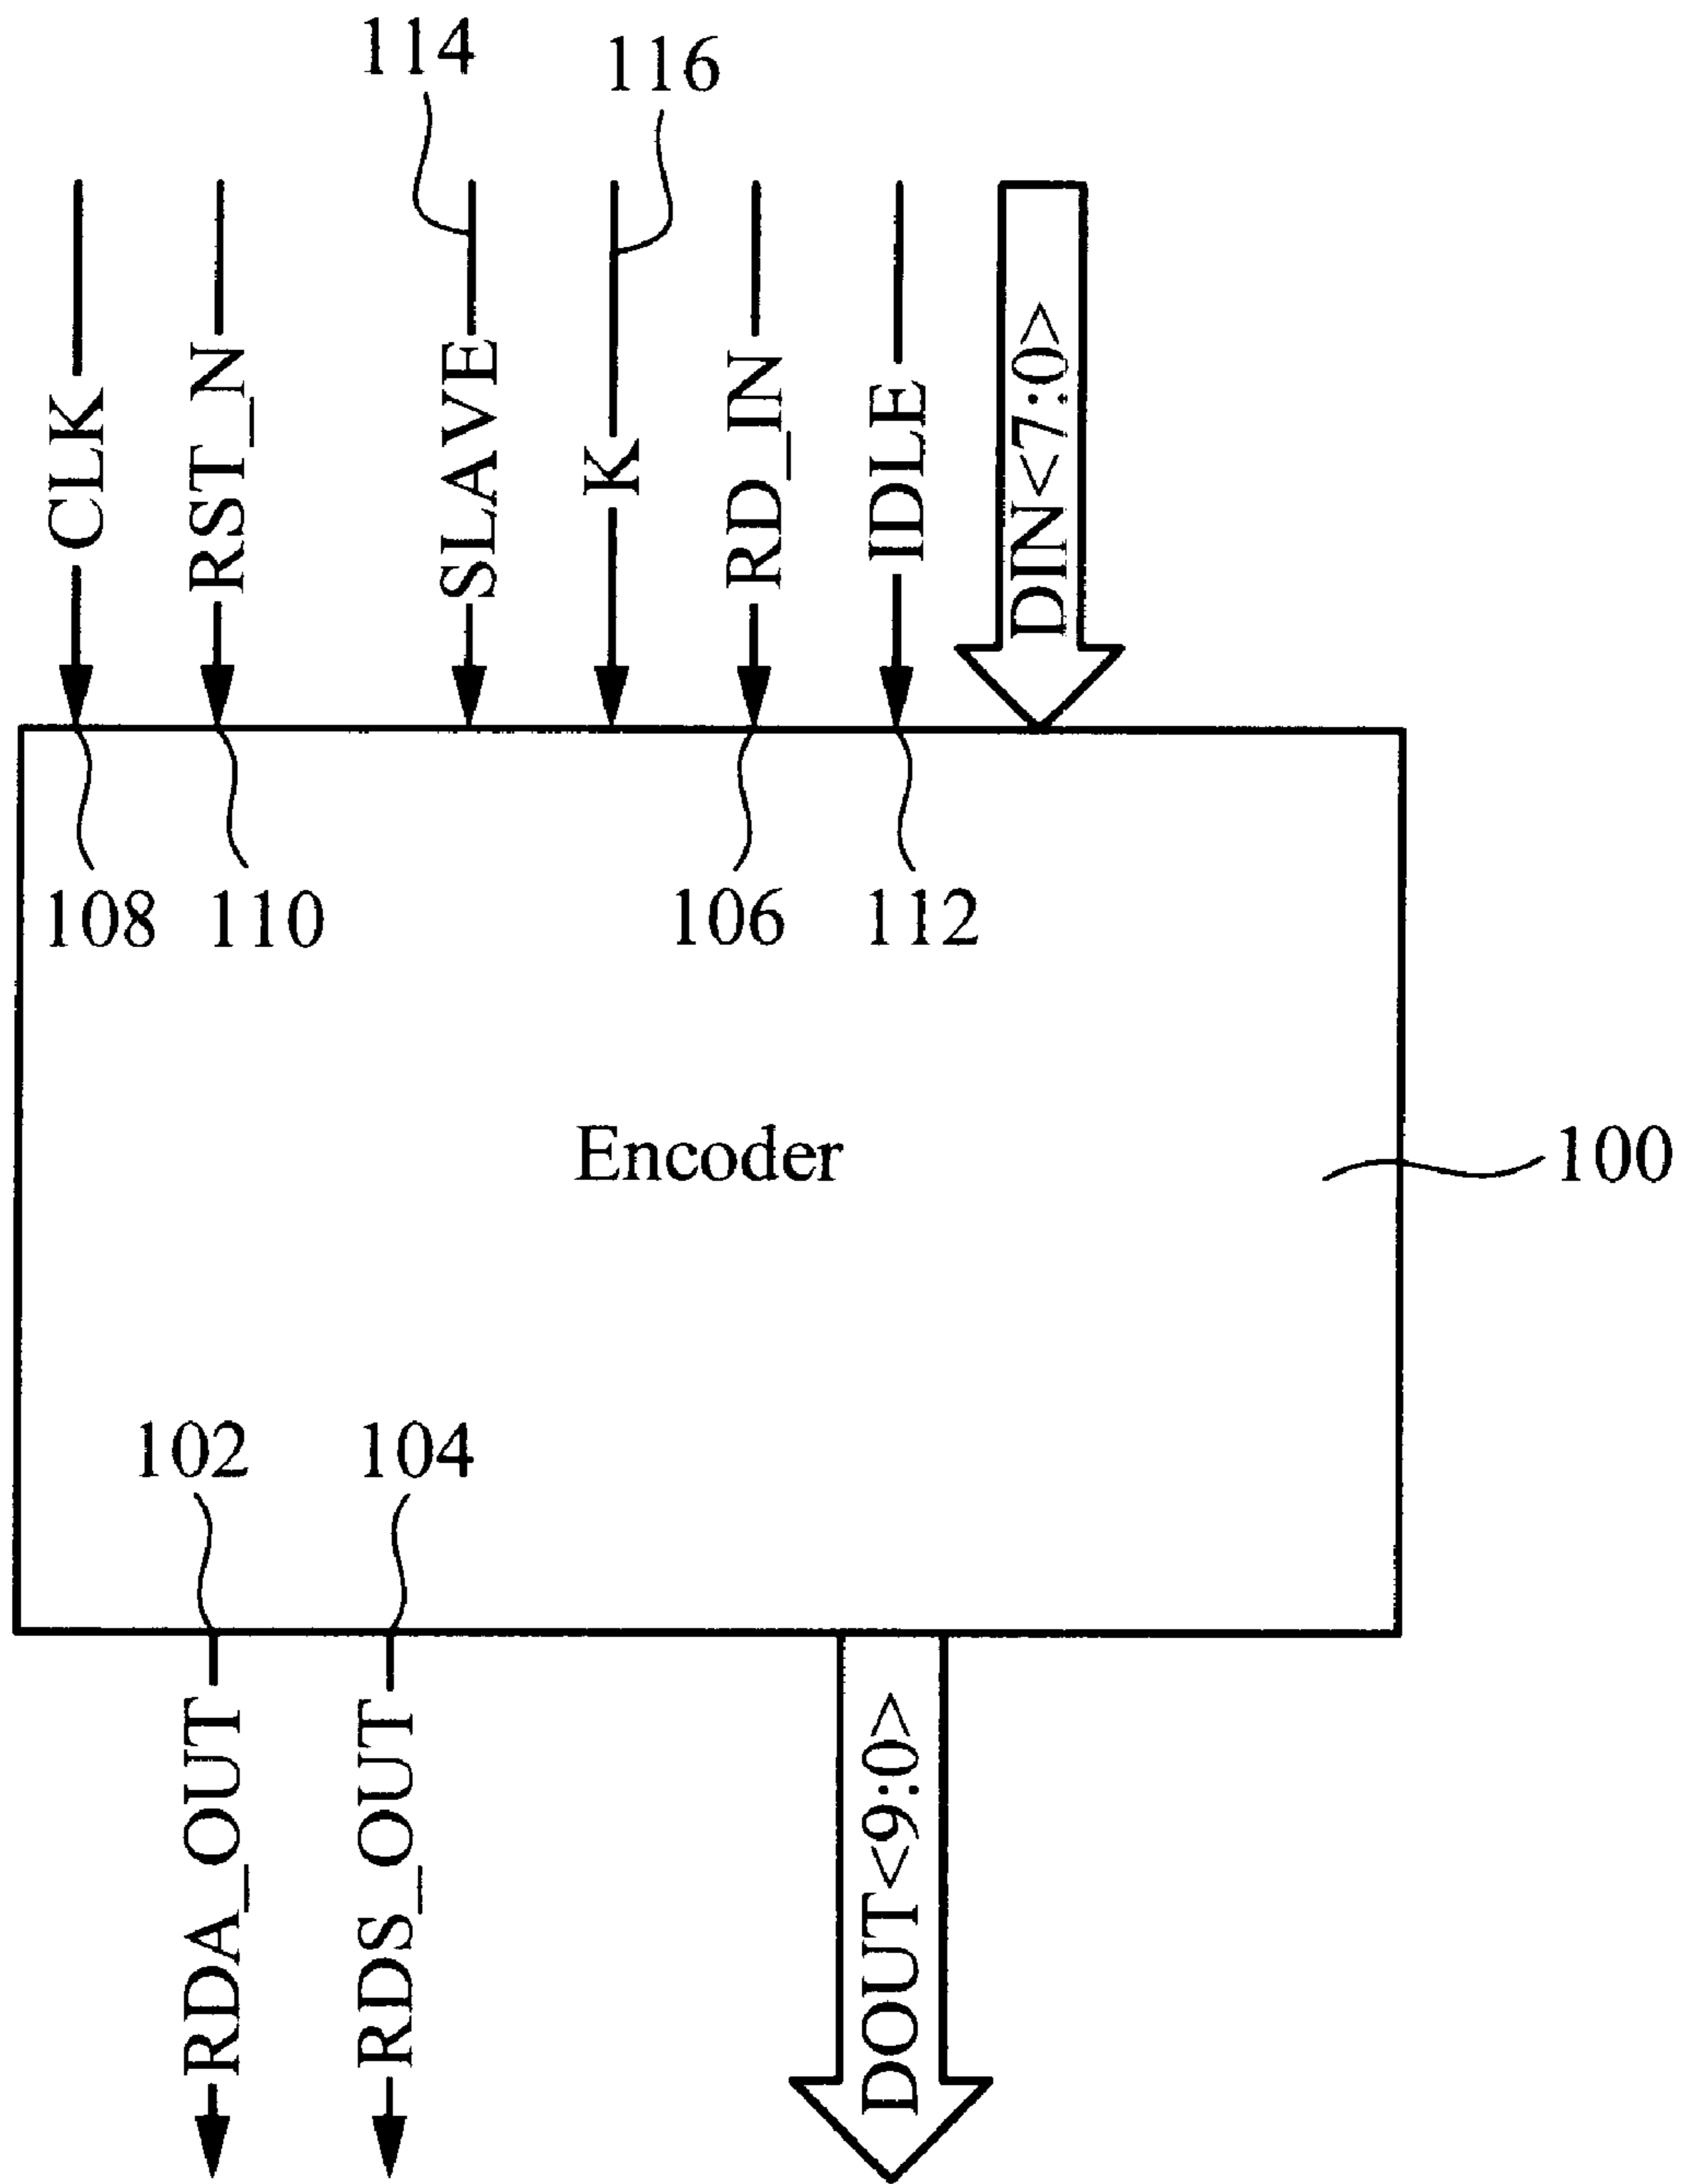 114
116
CLK
RST_N
SLAVE
K
RD_IN
IDLE
DIN<7:0>
108
110
106
112
Encoder
100
102
104
RDA_OUT
RDS_OUT
DOUT<9:0>